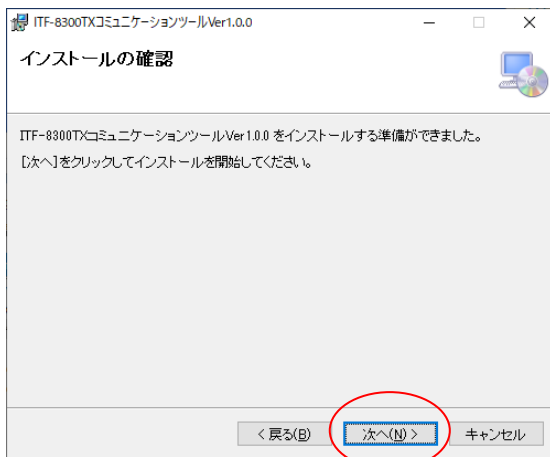 ITF-8300TXコミュニケーションツールVer1.0.0
インストールの確認
ITF-8300TXコミュニケーションツールVer1.0.0 をインストールする準備ができました。
[次へ]をクリックしてインストールを開始してください。
< 戻る(B)
次へ(N) >
キャンセル